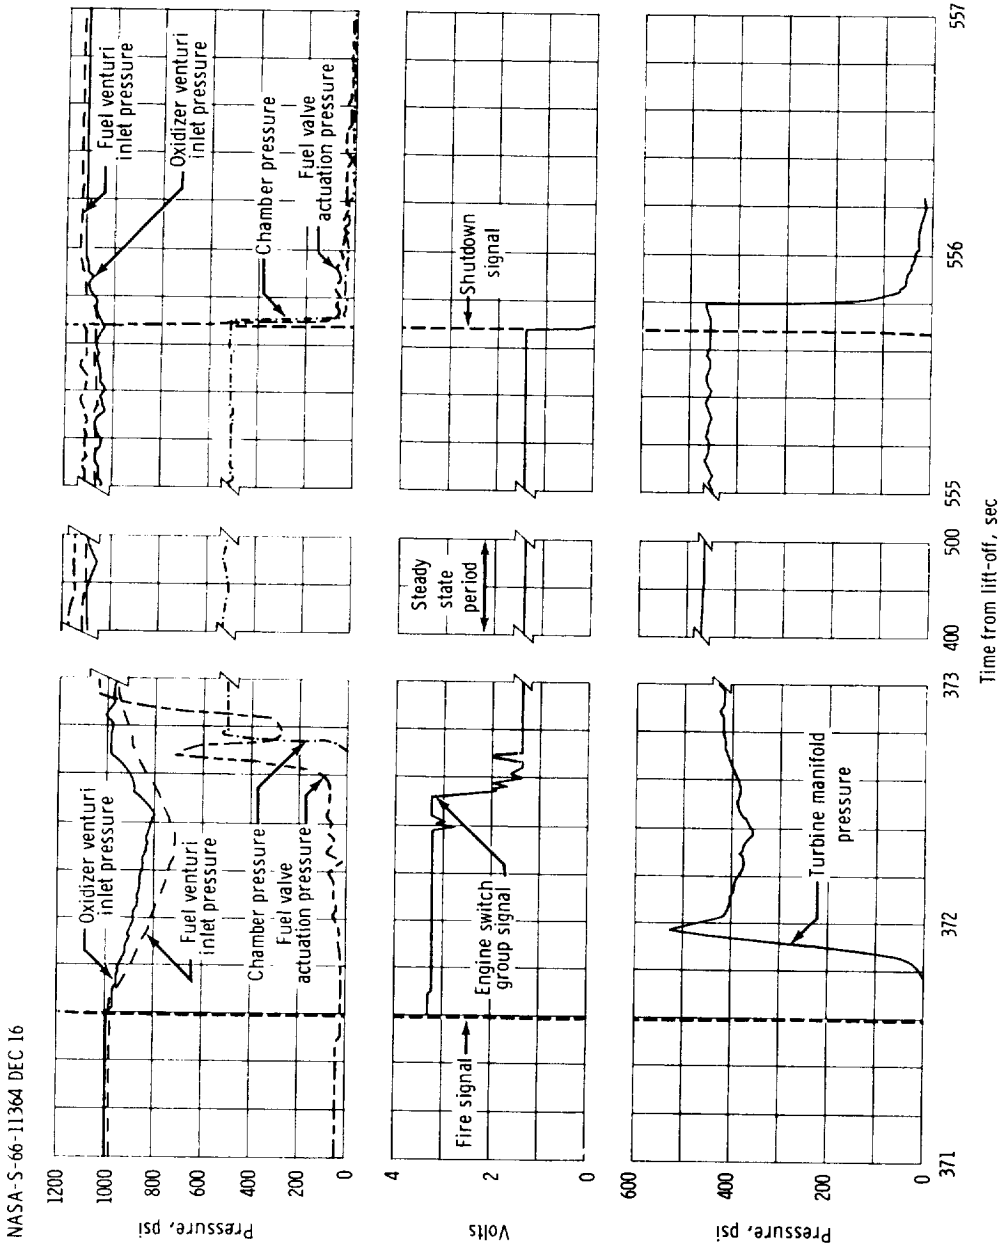 NASA-S-66-11364 DEC 16
Pressure, psi
1200
1000
800
600
400
200
0
Oxidizer venturi
inlet pressure
Fuel venturi
inlet pressure
Chamber pressure
Fuel valve
actuation pressure
Fuel venturi
inlet pressure
Oxidizer venturi
inlet pressure
Chamber pressure
Fuel valve
actuation pressure
Volts
4
2
0
Fire signal
Engine switch
group signal
Steady
state
period
Shutdown
signal
Pressure, psi
600
400
200
0
Turbine manifold
pressure
371
372
373
400
500
555
556
557
Time from lift-off, sec